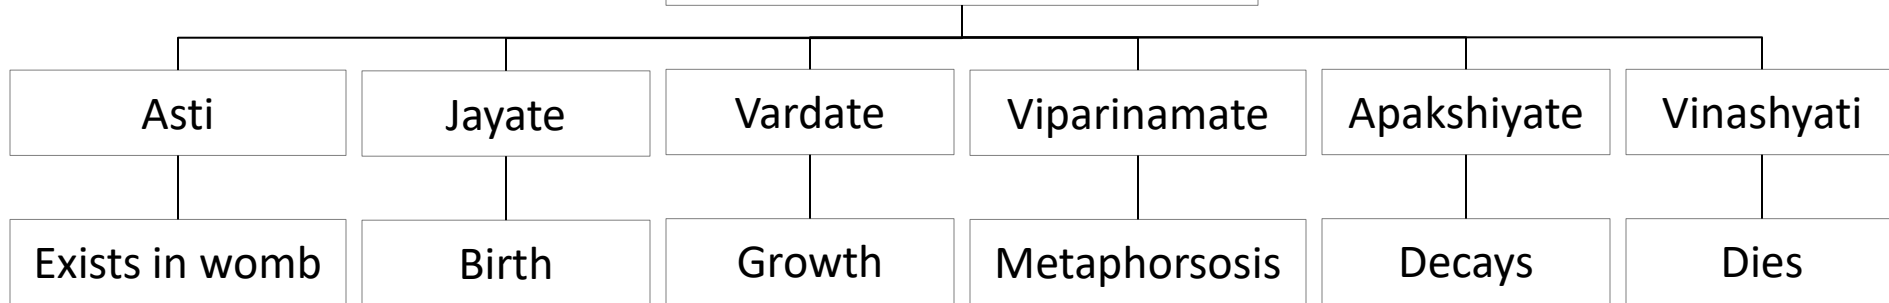 Asti
Jayate
Vardate
Viparinamate
Apakshiyate
Vinashyati
Exists in womb
Birth
Growth
Metaphorsosis
Decays
Dies